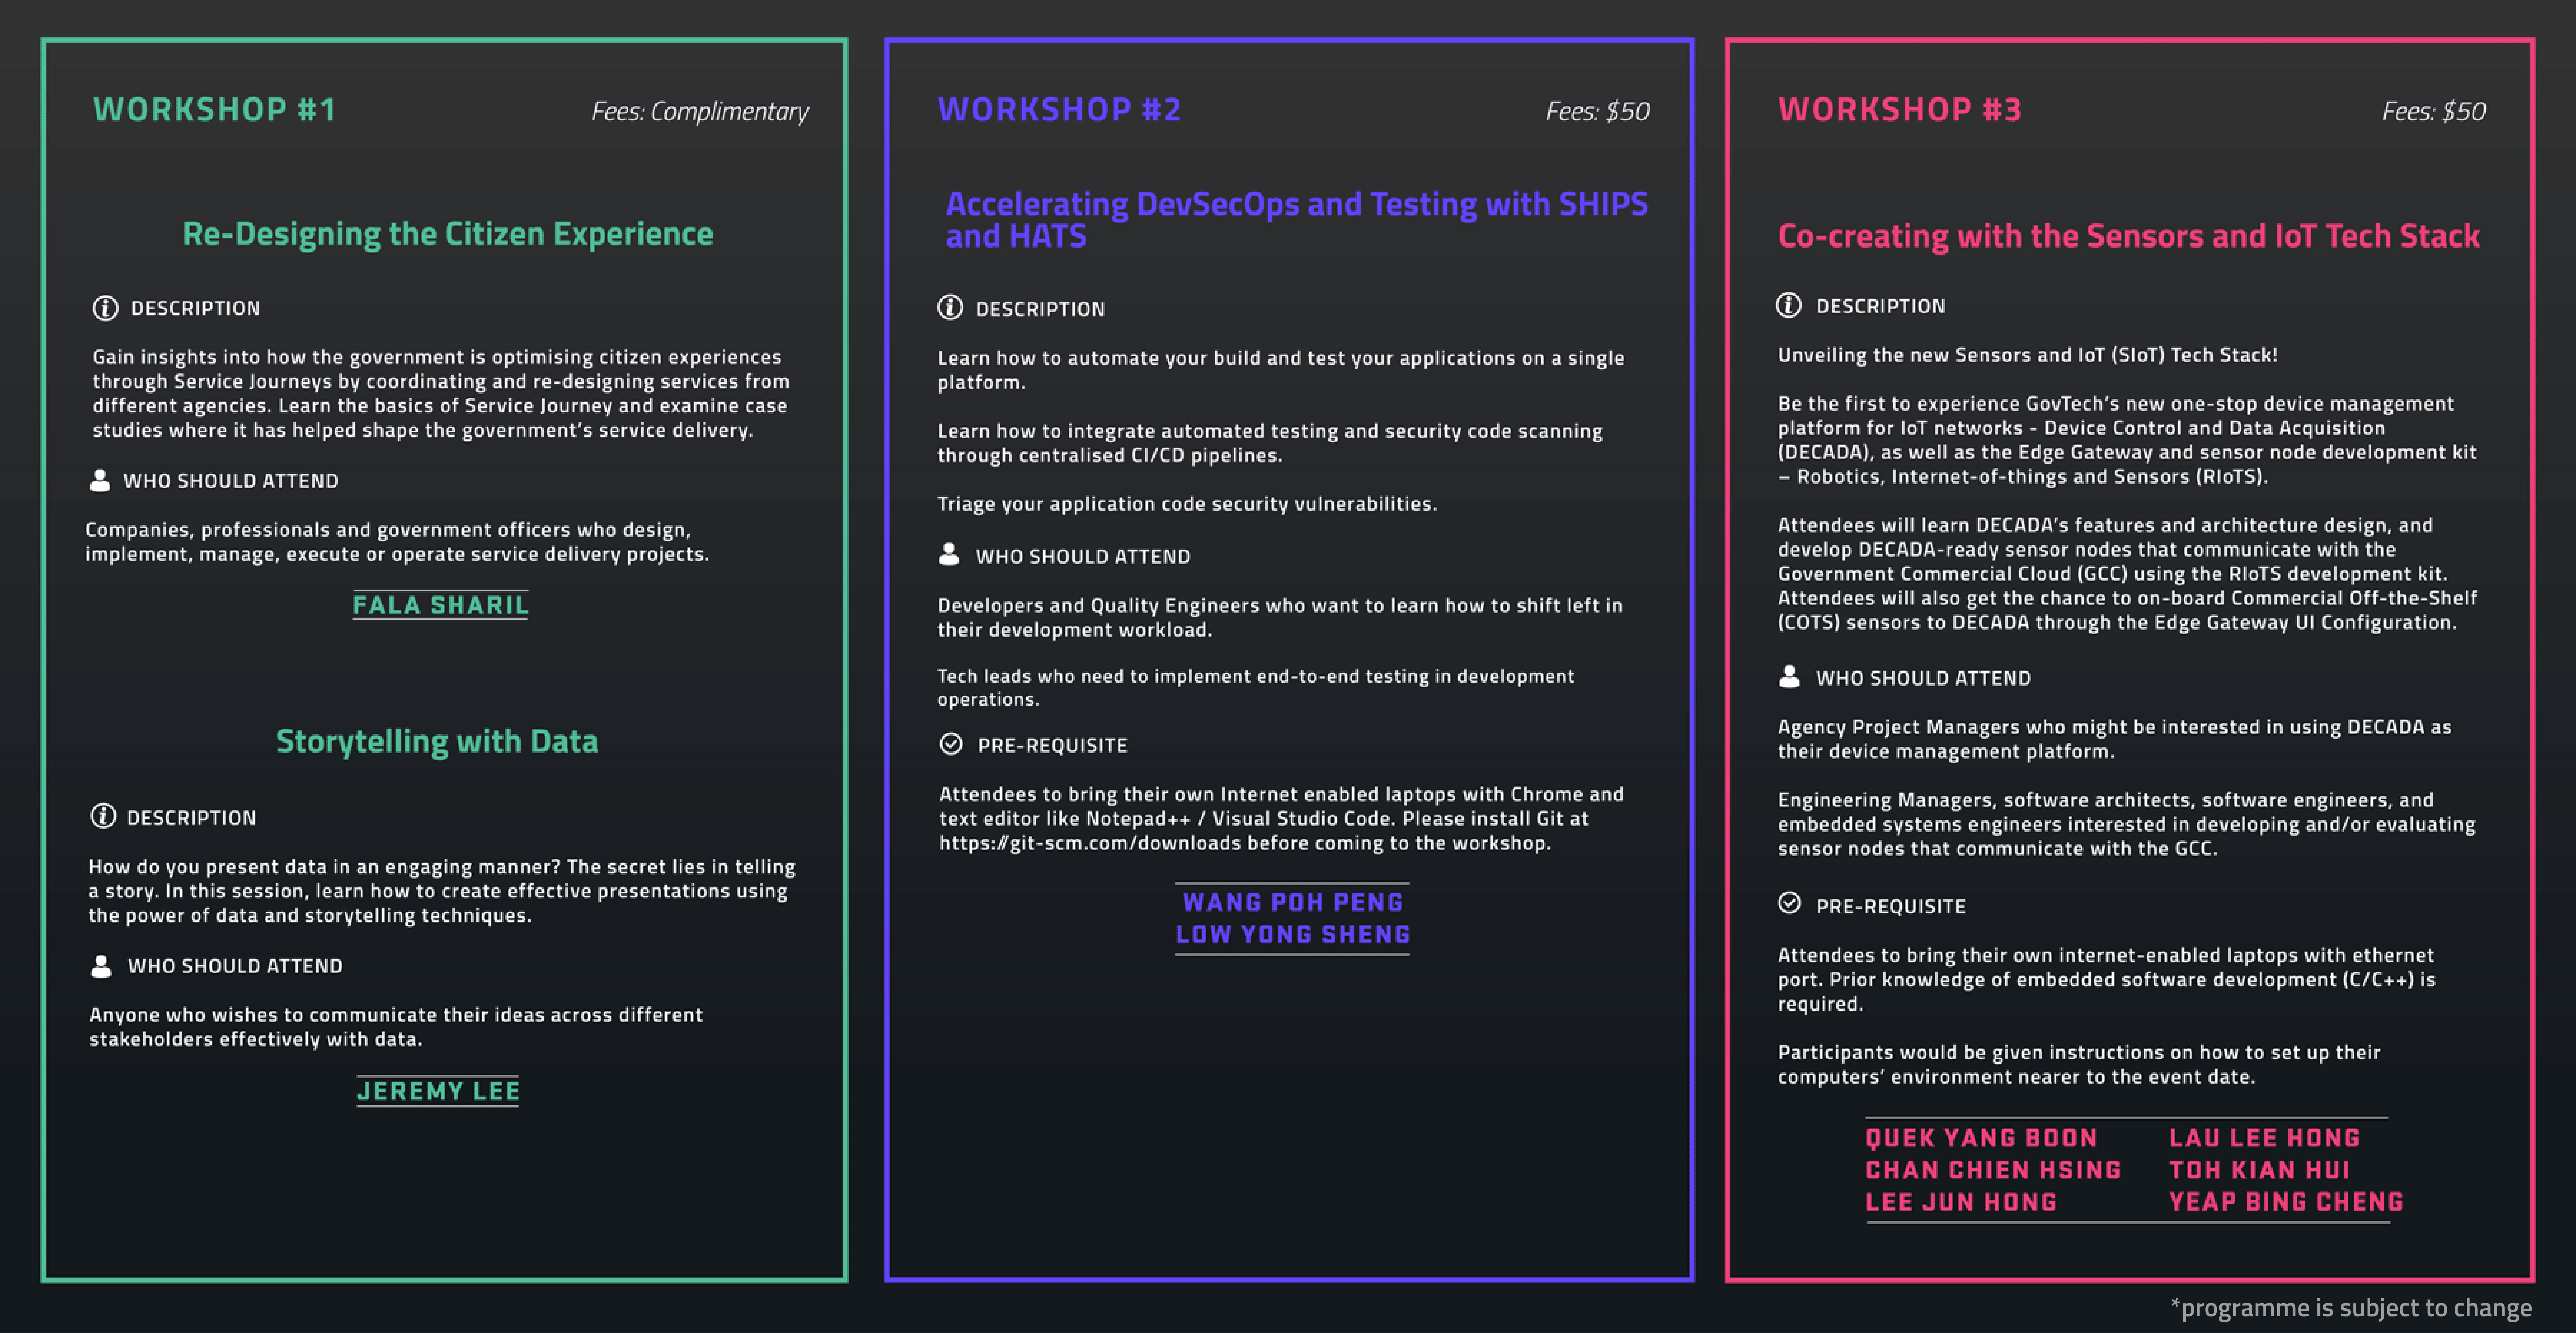 WORKSHOP #1
Fees: Complimentary
Re-Designing the Citizen Experience
DESCRIPTION
Gain insights into how the government is optimising citizen experiences
through Service Journeys by coordinating and re-designing services from
different agencies. Learn the basics of Service Journey and examine case
studies where it has helped shape the government's service delivery.
WHO SHOULD ATTEND
Companies, professionals and government officers who design,
implement, manage, execute or operate service delivery projects.
FALA SHARIL
Storytelling with Data
DESCRIPTION
How do you present data in an engaging manner? The secret lies in telling
a story. In this session, learn how to create effective presentations using
the power of data and storytelling techniques.
WHO SHOULD ATTEND
Anyone who wishes to communicate their ideas across different
stakeholders effectively with data.
JEREMY LEE
WORKSHOP #2
Fees: $50
Accelerating DevSecOps and Testing with SHIPS
and HATS
DESCRIPTION
Learn how to automate your build and test your applications on a single
platform.
Learn how to integrate automated testing and security code scanning
through centralised CI/CD pipelines.
Triage your application code security vulnerabilities.
WHO SHOULD ATTEND
Developers and Quality Engineers who want to learn how to shift left in
their development workload.
Tech leads who need to implement end-to-end testing in development
operations.
PRE-REQUISITE
Attendees to bring their own Internet enabled laptops with Chrome and
text editor like Notepad++ / Visual Studio Code. Please install Git at
https://git-scm.com/downloads before coming to the workshop.
WANG POH PENG
LOW YONG SHENG
WORKSHOP #3
Fees: $50
Co-creating with the Sensors and IoT Tech Stack
DESCRIPTION
Unveiling the new Sensors and IoT (SIoT) Tech Stack!
Be the first to experience GovTech's new one-stop device management
platform for IoT networks - Device Control and Data Acquisition
(DECADA), as well as the Edge Gateway and sensor node development kit
– Robotics, Internet-of-things and Sensors (RIoTS).
Attendees will learn DECADA's features and architecture design, and
develop DECADA-ready sensor nodes that communicate with the
Government Commercial Cloud (GCC) using the RIoTS development kit.
Attendees will also get the chance to on-board Commercial Off-the-Shelf
(COTS) sensors to DECADA through the Edge Gateway UI Configuration.
WHO SHOULD ATTEND
Agency Project Managers who might be interested in using DECADA as
their device management platform.
Engineering Managers, software architects, software engineers, and
embedded systems engineers interested in developing and/or evaluating
sensor nodes that communicate with the GCC.
PRE-REQUISITE
Attendees to bring their own internet-enabled laptops with ethernet
port. Prior knowledge of embedded software development (C/C++) is
required.
Participants would be given instructions on how to set up their
computers' environment nearer to the event date.
QUEK YANG BOON LAU LEE HONG
CHAN CHIEN HSING TOH KIAN HUI
LEE JUN HONG YEAP BING CHENG
*programme is subject to change